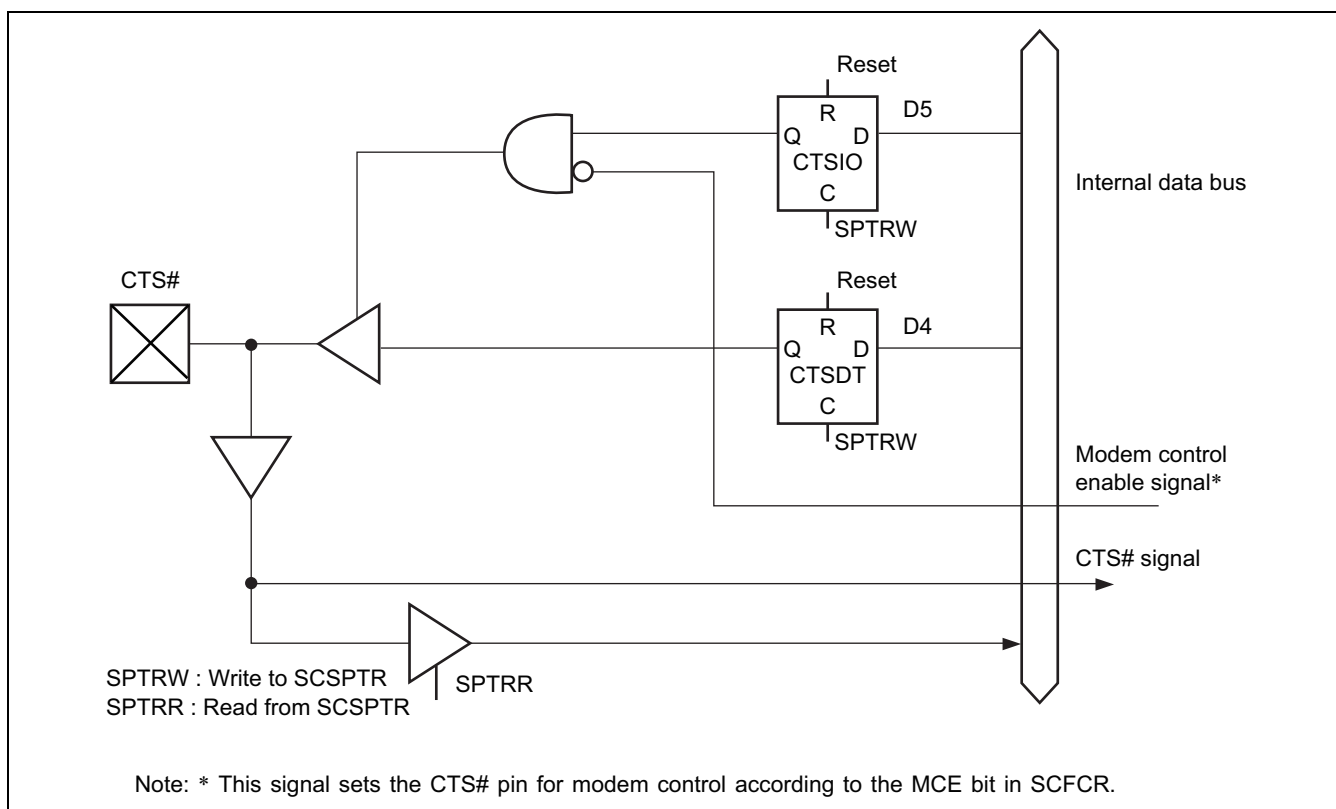 Reset
R
D5
Q
D
CTSIO
C
SPTRW
Internal data bus
CTS#
Reset
R
D4
Q
D
CTSDT
C
SPTRW
Modem control
enable signal*
CTS# signal
SPTRW : Write to SCSPTR
SPTRR
SPTRR : Read from SCSPTR
Note: * This signal sets the CTS# pin for modem control according to the MCE bit in SCFCR.